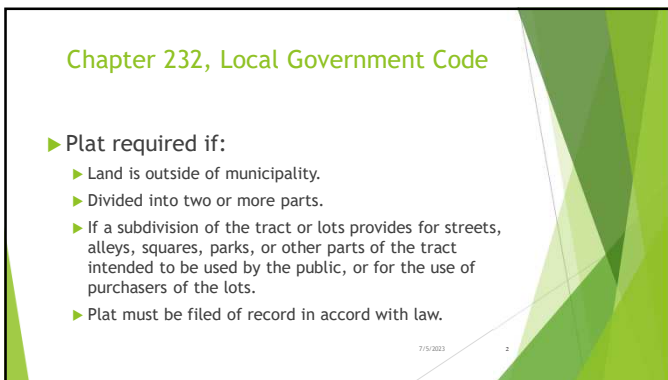 Chapter 232, Local Government Code
Plat required if:
Land is outside of municipality.
Divided into two or more parts.
If a subdivision of the tract or lots provides for streets,
alleys, squares, parks, or other parts of the tract
intended to be used by the public, or for the use of
purchasers of the lots.
Plat must be filed of record in accord with law.
7/5/2023 2